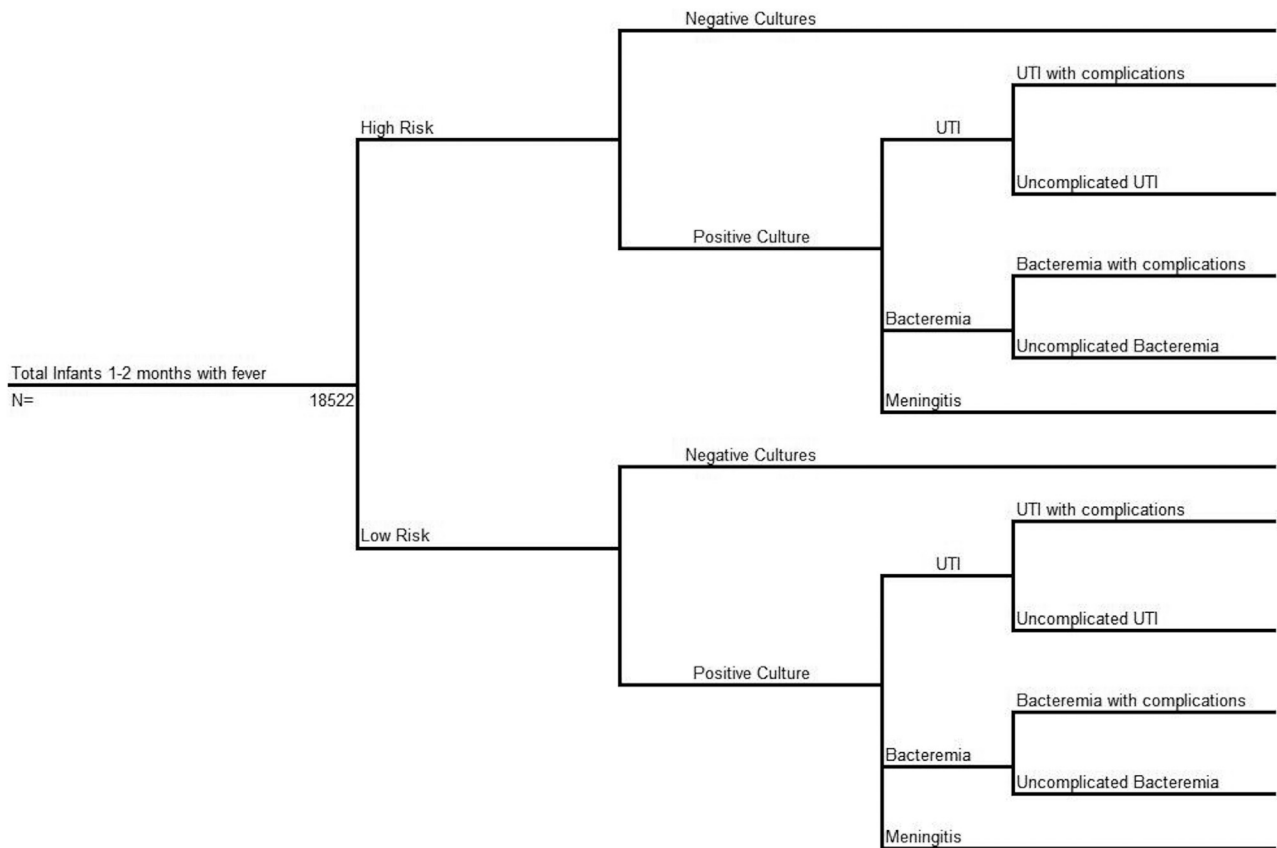 Negative Cultures
UTI with complications
High Risk
UTI
Uncomplicated UTI
Positive Culture
Bacteremia with complications
Bacteremia
Uncomplicated Bacteremia
Total Infants 1-2 months with fever
N= 18522
Meningitis
Negative Cultures
UTI with complications
Low Risk
UTI
Uncomplicated UTI
Positive Culture
Bacteremia with complications
Bacteremia
Uncomplicated Bacteremia
Meningitis